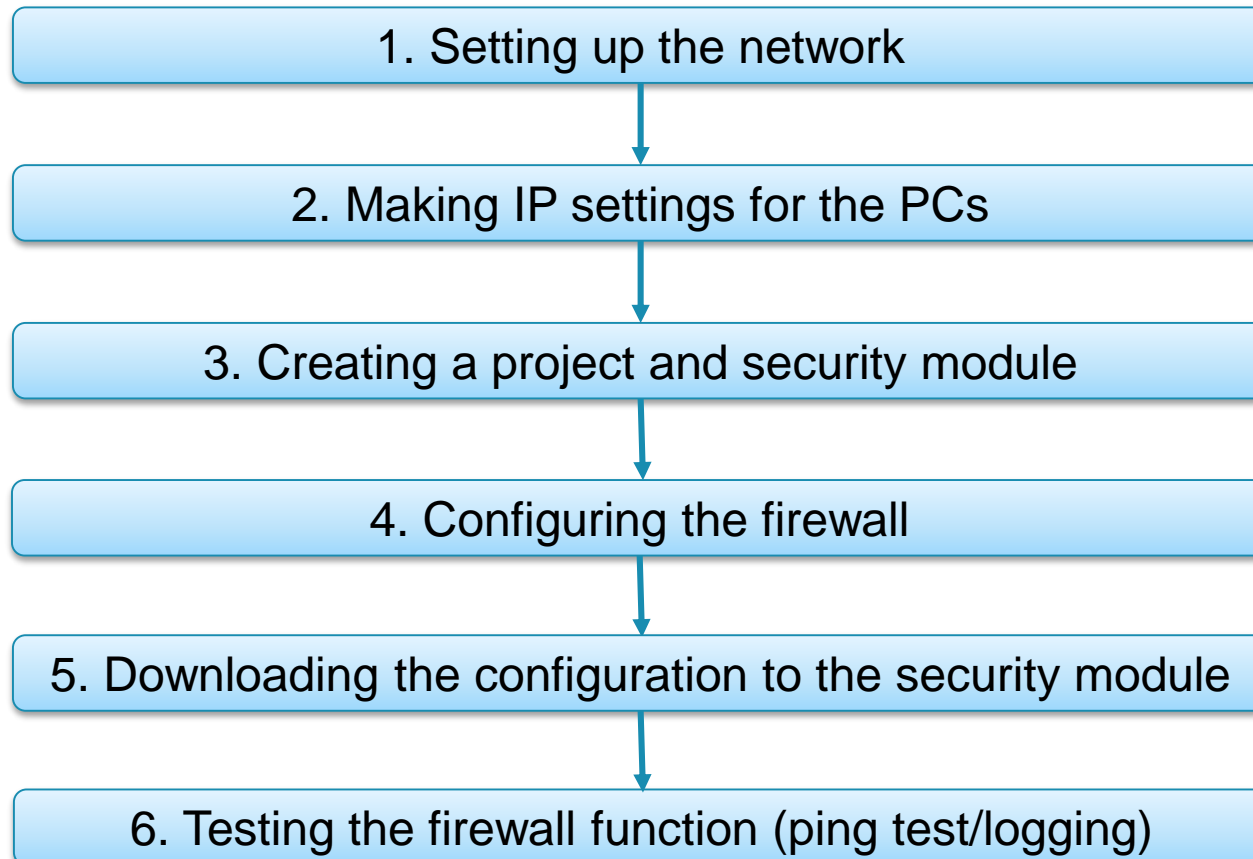 1. Setting up the network
2. Making IP settings for the PCs
3. Creating a project and security module
4. Configuring the firewall
5. Downloading the configuration to the security module
6. Testing the firewall function (ping test/logging)